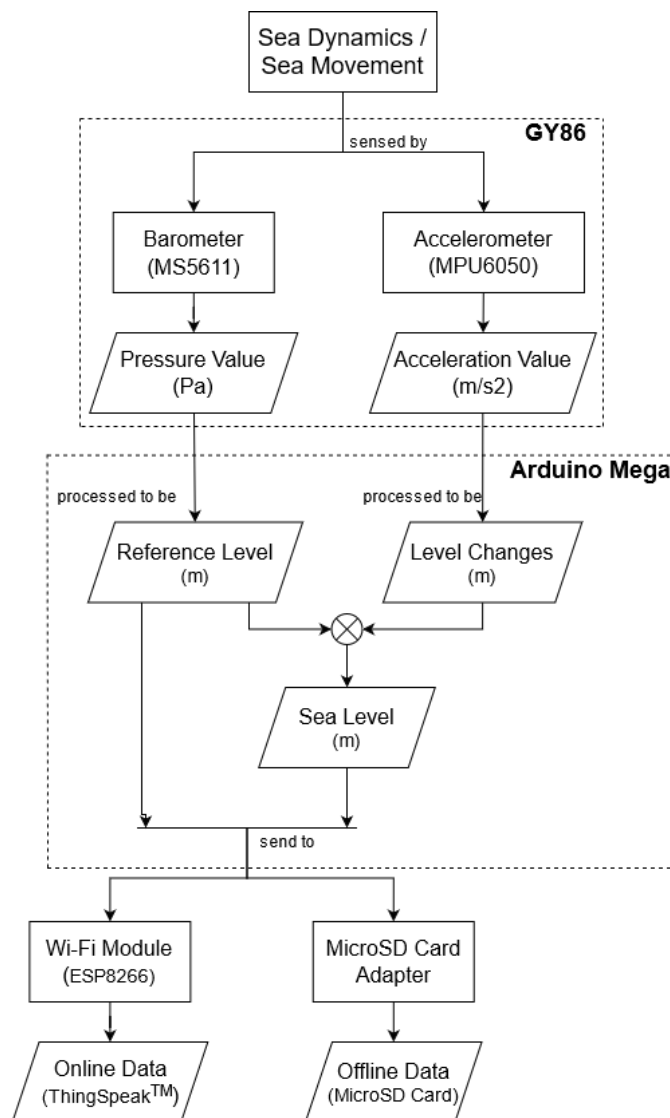 Sea Dynamics /
Sea Movement
GY86
sensed by
Barometer
(MS5611)
Accelerometer
(MPU6050)
Pressure Value
(Pa)
Acceleration Value
(m/s2)
Arduino Mega
processed to be
processed to be
Reference Level
(m)
Level Changes
(m)
Sea Level
(m)
send to
Wi-Fi Module
(ESP8266)
MicroSD Card
Adapter
Online Data
(ThingSpeak™)
Offline Data
(MicroSD Card)